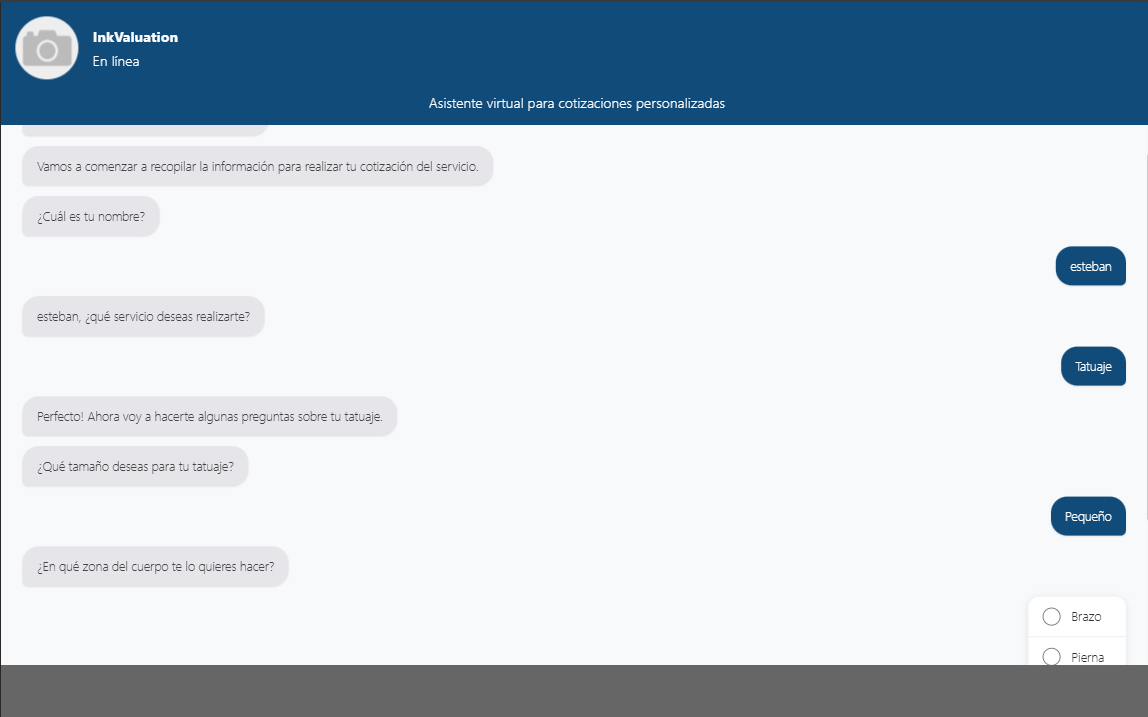 InkValuation
En línea
Asistente virtual para cotizaciones personalizadas
Vamos a comenzar a recopilar la información para realizar tu cotización del servicio.
¿Cuál es tu nombre?
esteban
esteban, ¿qué servicio deseas realizarte?
Tatuaje
Perfecto! Ahora voy a hacerte algunas preguntas sobre tu tatuaje.
¿Qué tamaño deseas para tu tatuaje?
Pequeño
¿En qué zona del cuerpo te lo quieres hacer?
Brazo
Pierna